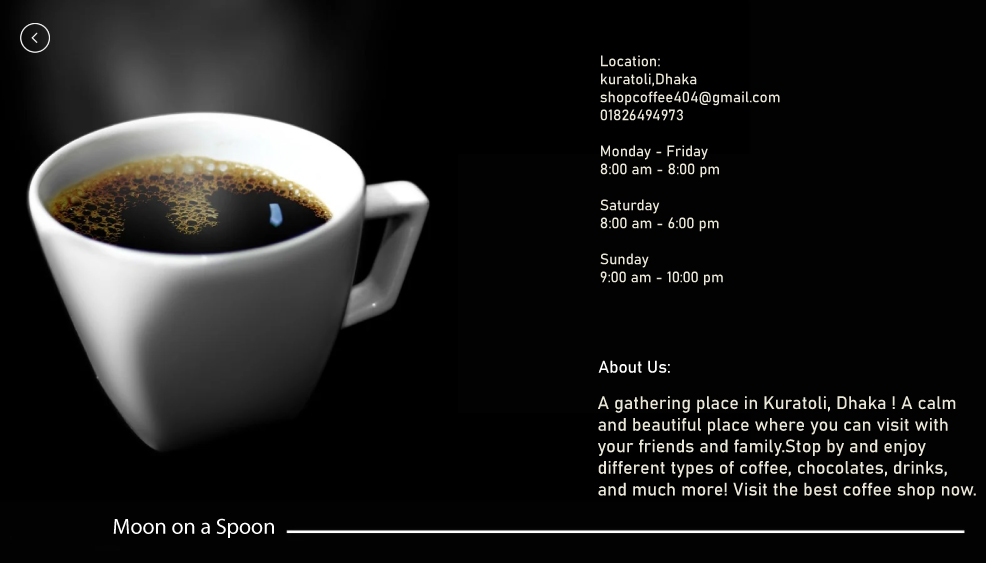 Location:
kuratoli,Dhaka
shopcoffee404@gmail.com
01826494973
Monday - Friday
8:00 am - 8:00 pm
Saturday
8:00 am - 6:00 pm
Sunday
9:00 am - 10:00 pm
About Us:
A gathering place in Kuratoli, Dhaka ! A calm
and beautiful place where you can visit with
your friends and family.Stop by and enjoy
different types of coffee, chocolates, drinks,
and much more! Visit the best coffee shop now.
Moon on a Spoon